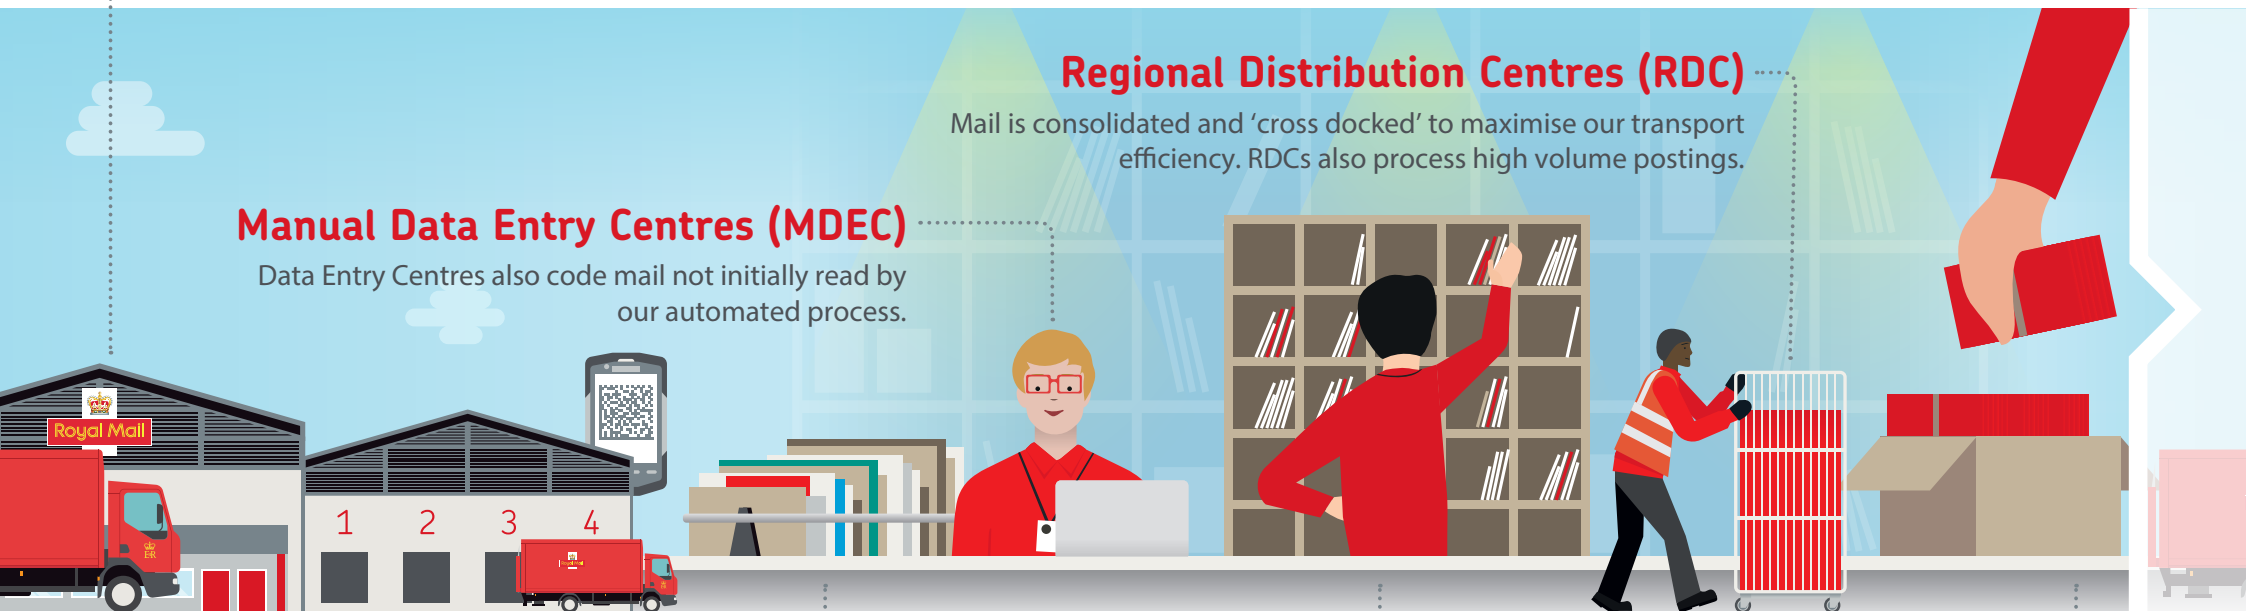 Regional Distribution Centres (RDC)
Mail is consolidated and ‘cross docked’ to maximise our transport
efficiency. RDCs also process high volume postings.
Manual Data Entry Centres (MDEC)
Data Entry Centres also code mail not initially read by
our automated process.
Royal Mail
1 2 3 4
Royal Mail
E R